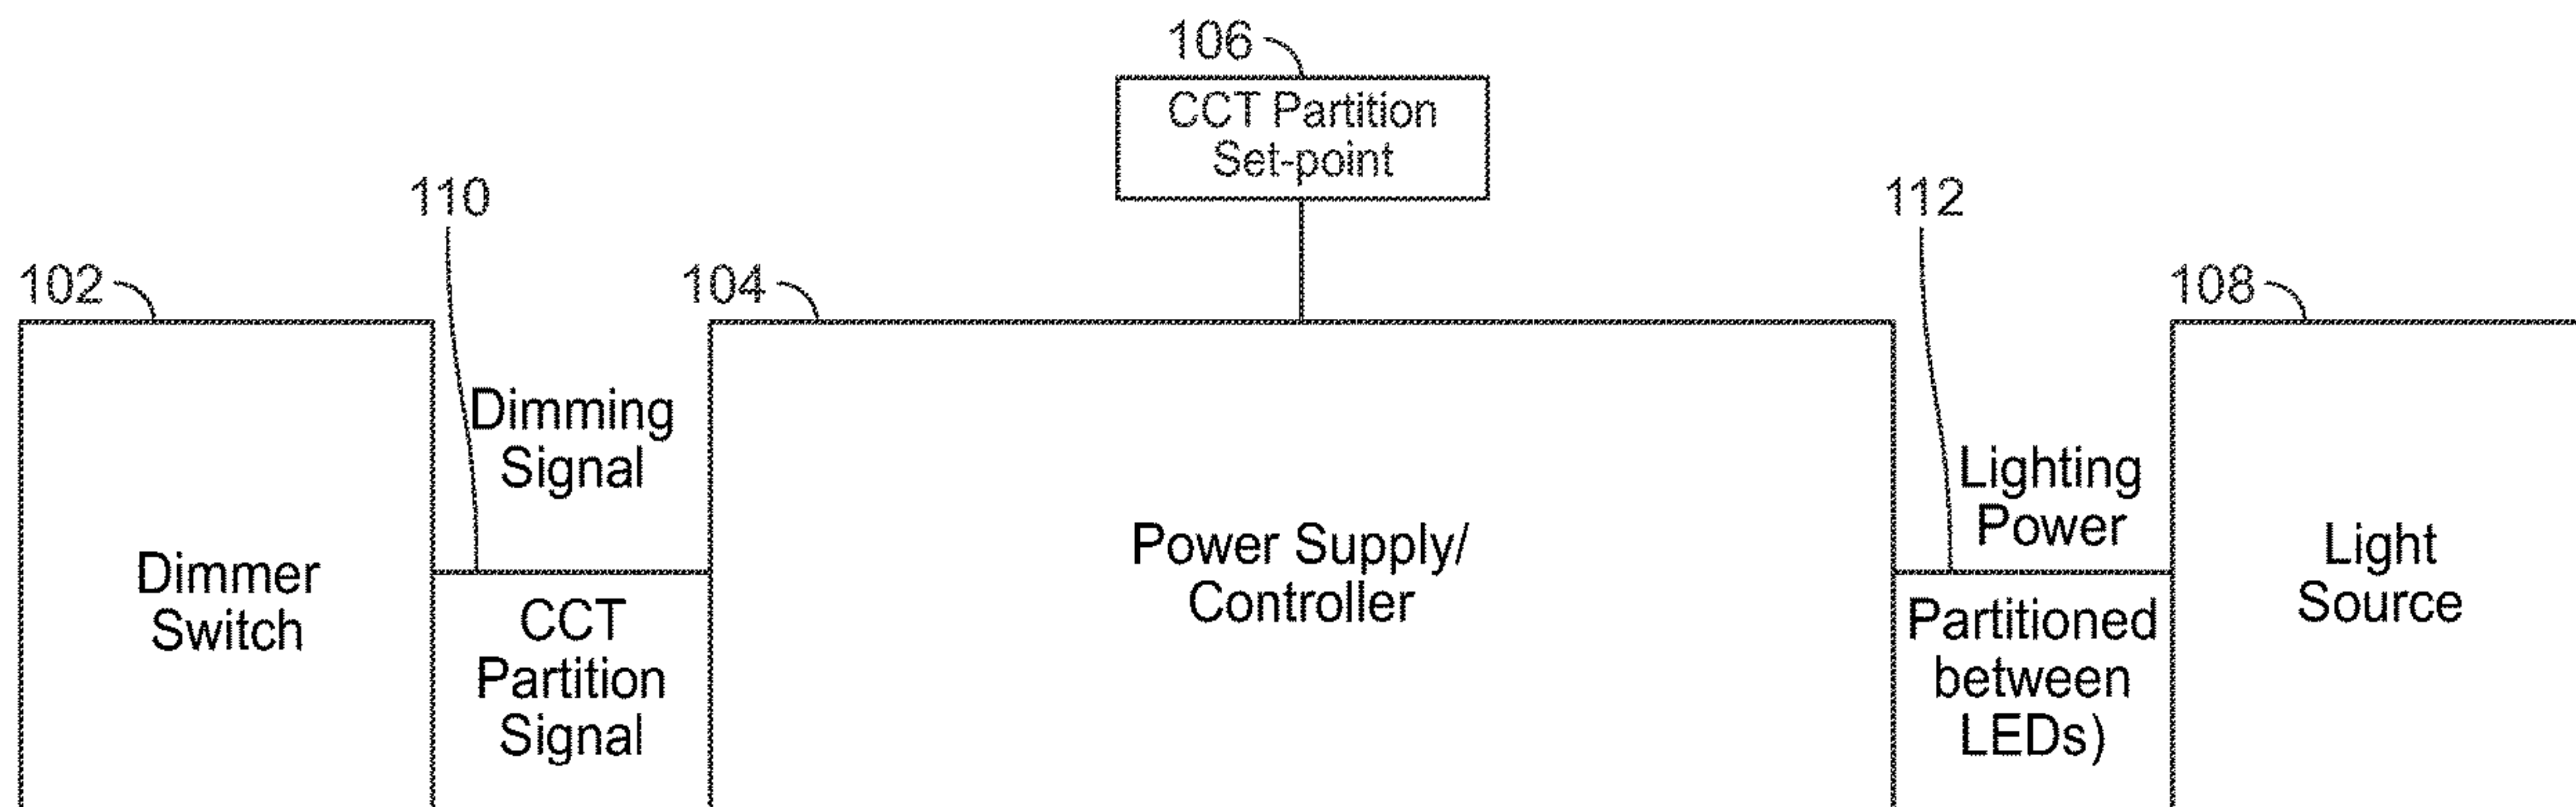 106
CCT Partition
Set-point
110
112
102
104
108
Dimming
Signal
Lighting
Power
Dimmer
Switch
CCT
Partition
Signal
Power Supply/
Controller
Partitioned
between
LEDs)
Light
Source